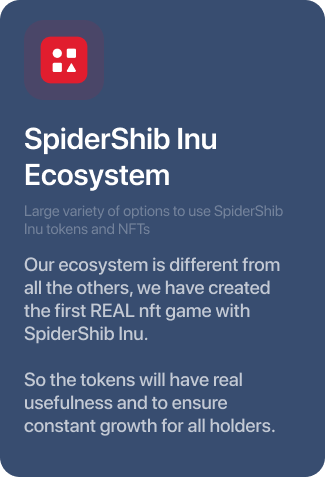 SpiderShib Inu
Ecosystem
Large variety of options to use SpiderShib
Inu tokens and NFTs
Our ecosystem is different from
all the others, we have created
the first REAL nft game with
SpiderShib Inu.
So the tokens will have real
usefulness and to ensure
constant growth for all holders.